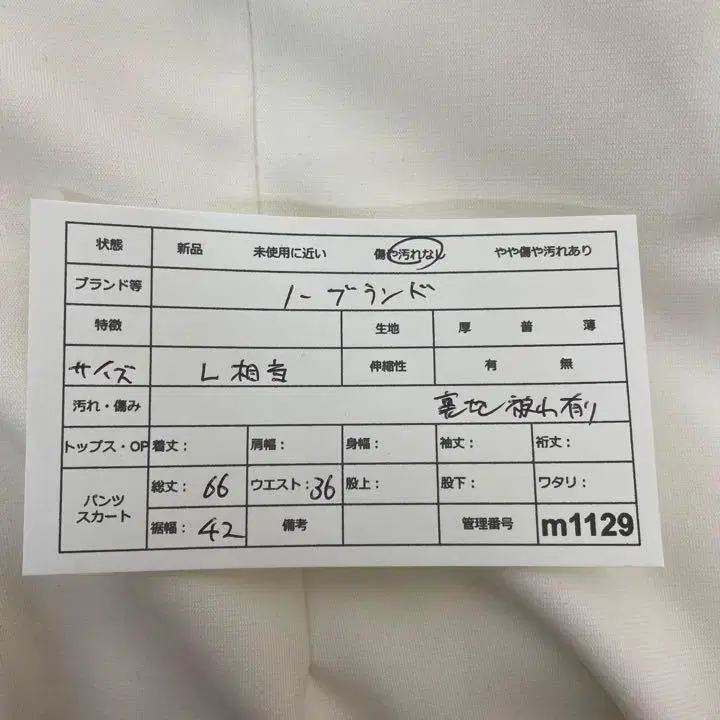 状態 新品 未使用に近い 傷や汚れなし やや傷や汚れあり
ブランド等 ノーブランド
特徴 生地 厚 普 薄
サイズ L相当 伸縮性 有 無
汚れ・傷み 有り
トップス・OP 着丈： 肩幅： 身幅： 袖丈： 裄丈：
パンツ スカート 総丈： 66 ウエスト：36 股上： 股下： ワタリ：
裾幅： 42 備考 管理番号 m1129